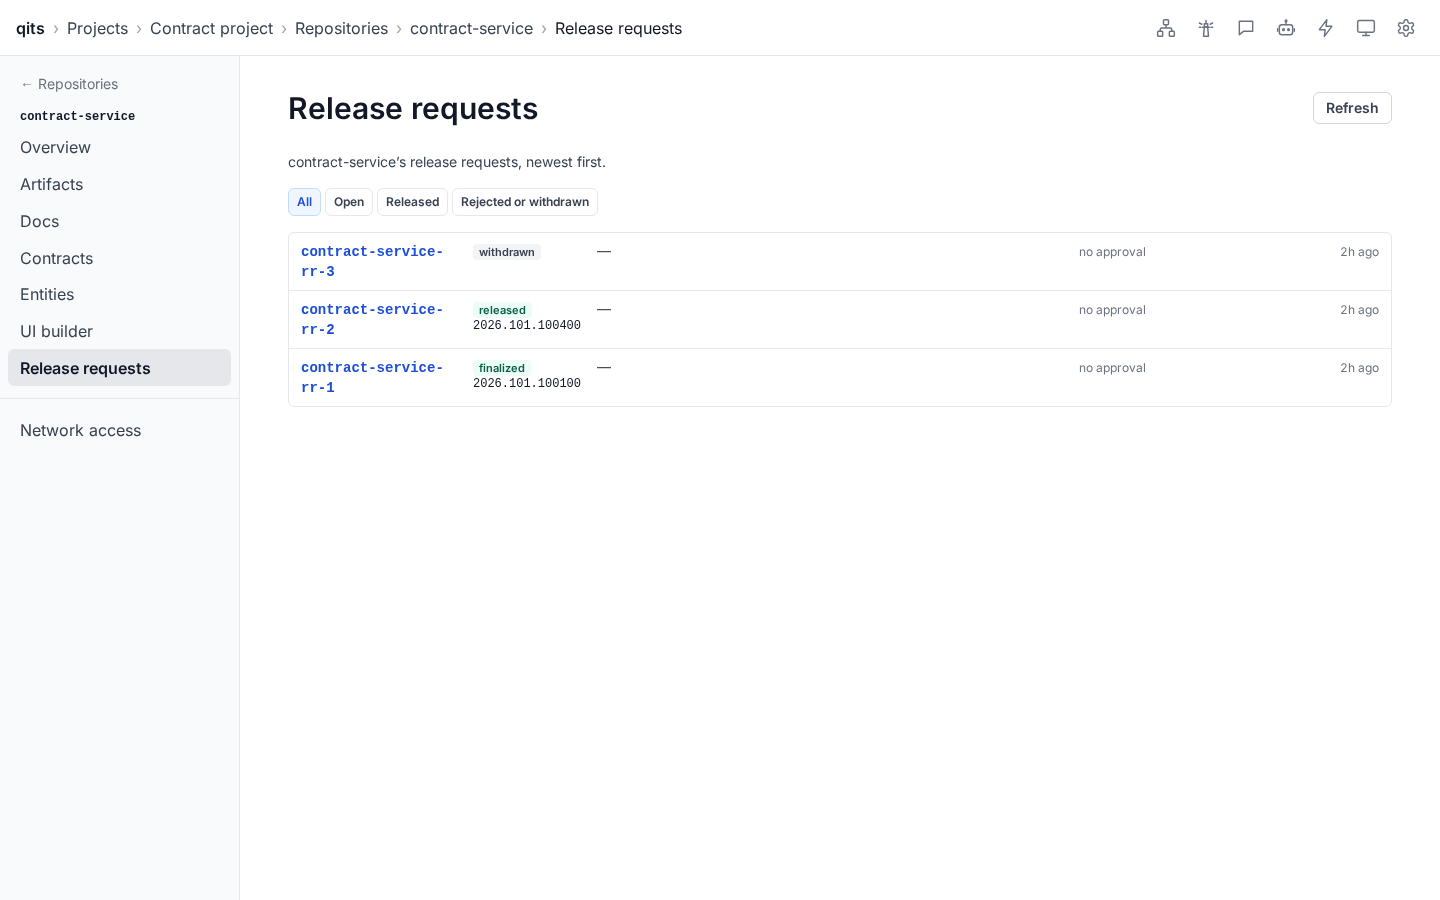 qits › Projects › Contract project › Repositories › contract-service › Release requests
← Repositories
contract-service
Overview
Artifacts
Docs
Contracts
Entities
UI builder
Release requests
Network access
Release requests
Refresh
contract-service’s release requests, newest first.
All Open Released Rejected or withdrawn
contract-service-
rr-3
withdrawn
—
no approval
2h ago
contract-service-
rr-2
released
2026.101.100400
—
no approval
2h ago
contract-service-
rr-1
finalized
2026.101.100100
—
no approval
2h ago